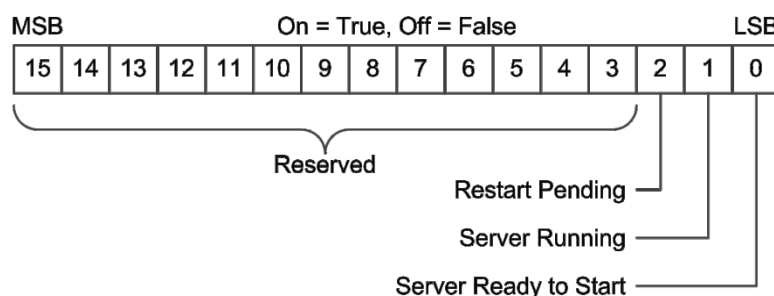 MSB On = True, Off = False LSB
15 14 13 12 11 10 9 8 7 6 5 4 3 2 1 0
Reserved
Restart Pending
Server Running
Server Ready to Start